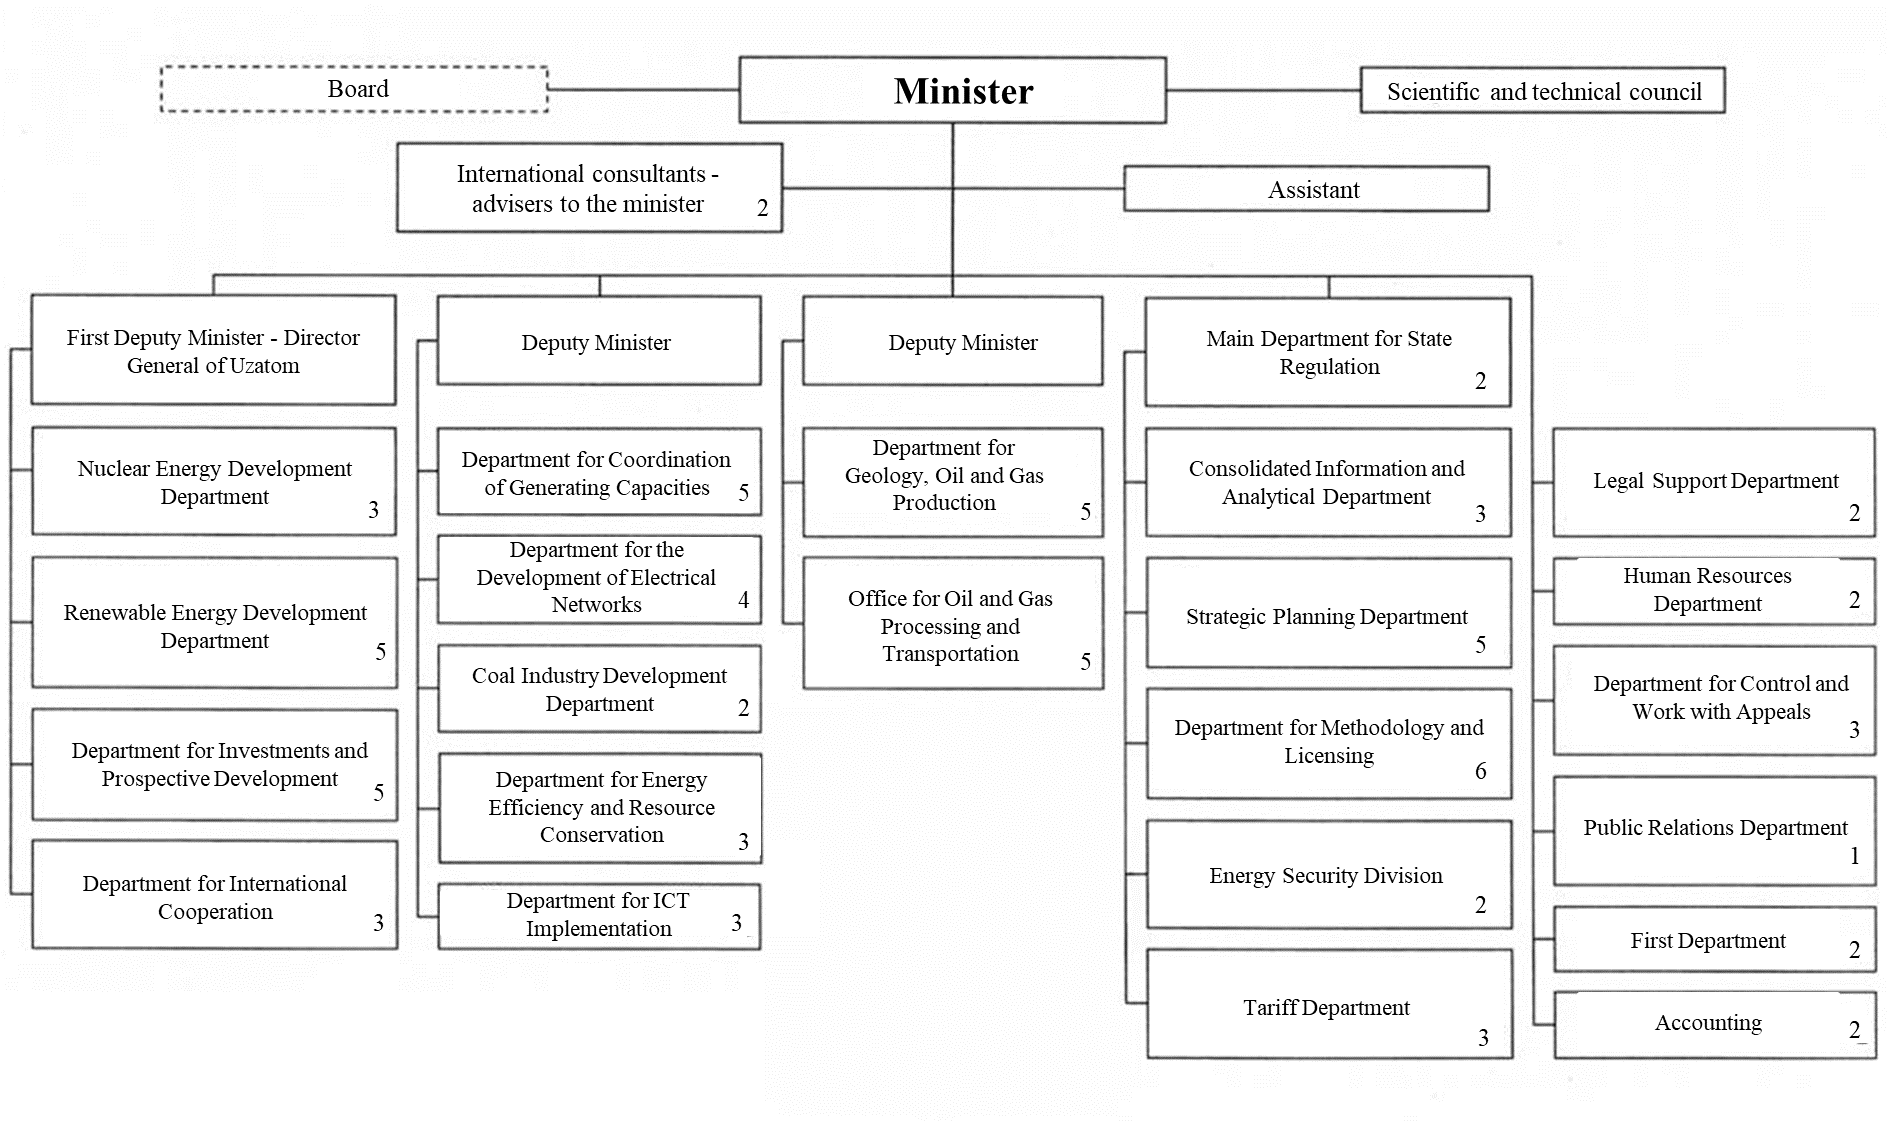 Board
Minister
Scientific and technical council
International consultants -
advisers to the minister
2
Assistant
First Deputy Minister - Director
General of Uzatom
Nuclear Energy Development
Department
3
Renewable Energy Development
Department
5
Department for Investments and
Prospective Development
5
Department for International
Cooperation
3
Deputy Minister
Department for Coordination
of Generating Capacities
5
Department for the
Development of Electrical
Networks
4
Coal Industry Development
Department
2
Department for Energy
Efficiency and Resource
Conservation
3
Department for ICT
Implementation
3
Deputy Minister
Department for
Geology, Oil and Gas
Production
5
Office for Oil and Gas
Processing and
Transportation
5
Main Department for State
Regulation
2
Consolidated Information and
Analytical Department
3
Strategic Planning Department
5
Department for Methodology and
Licensing
6
Energy Security Division
2
Tariff Department
3
Legal Support Department
2
Human Resources
Department
2
Department for Control and
Work with Appeals
3
Public Relations Department
1
First Department
2
Accounting
2